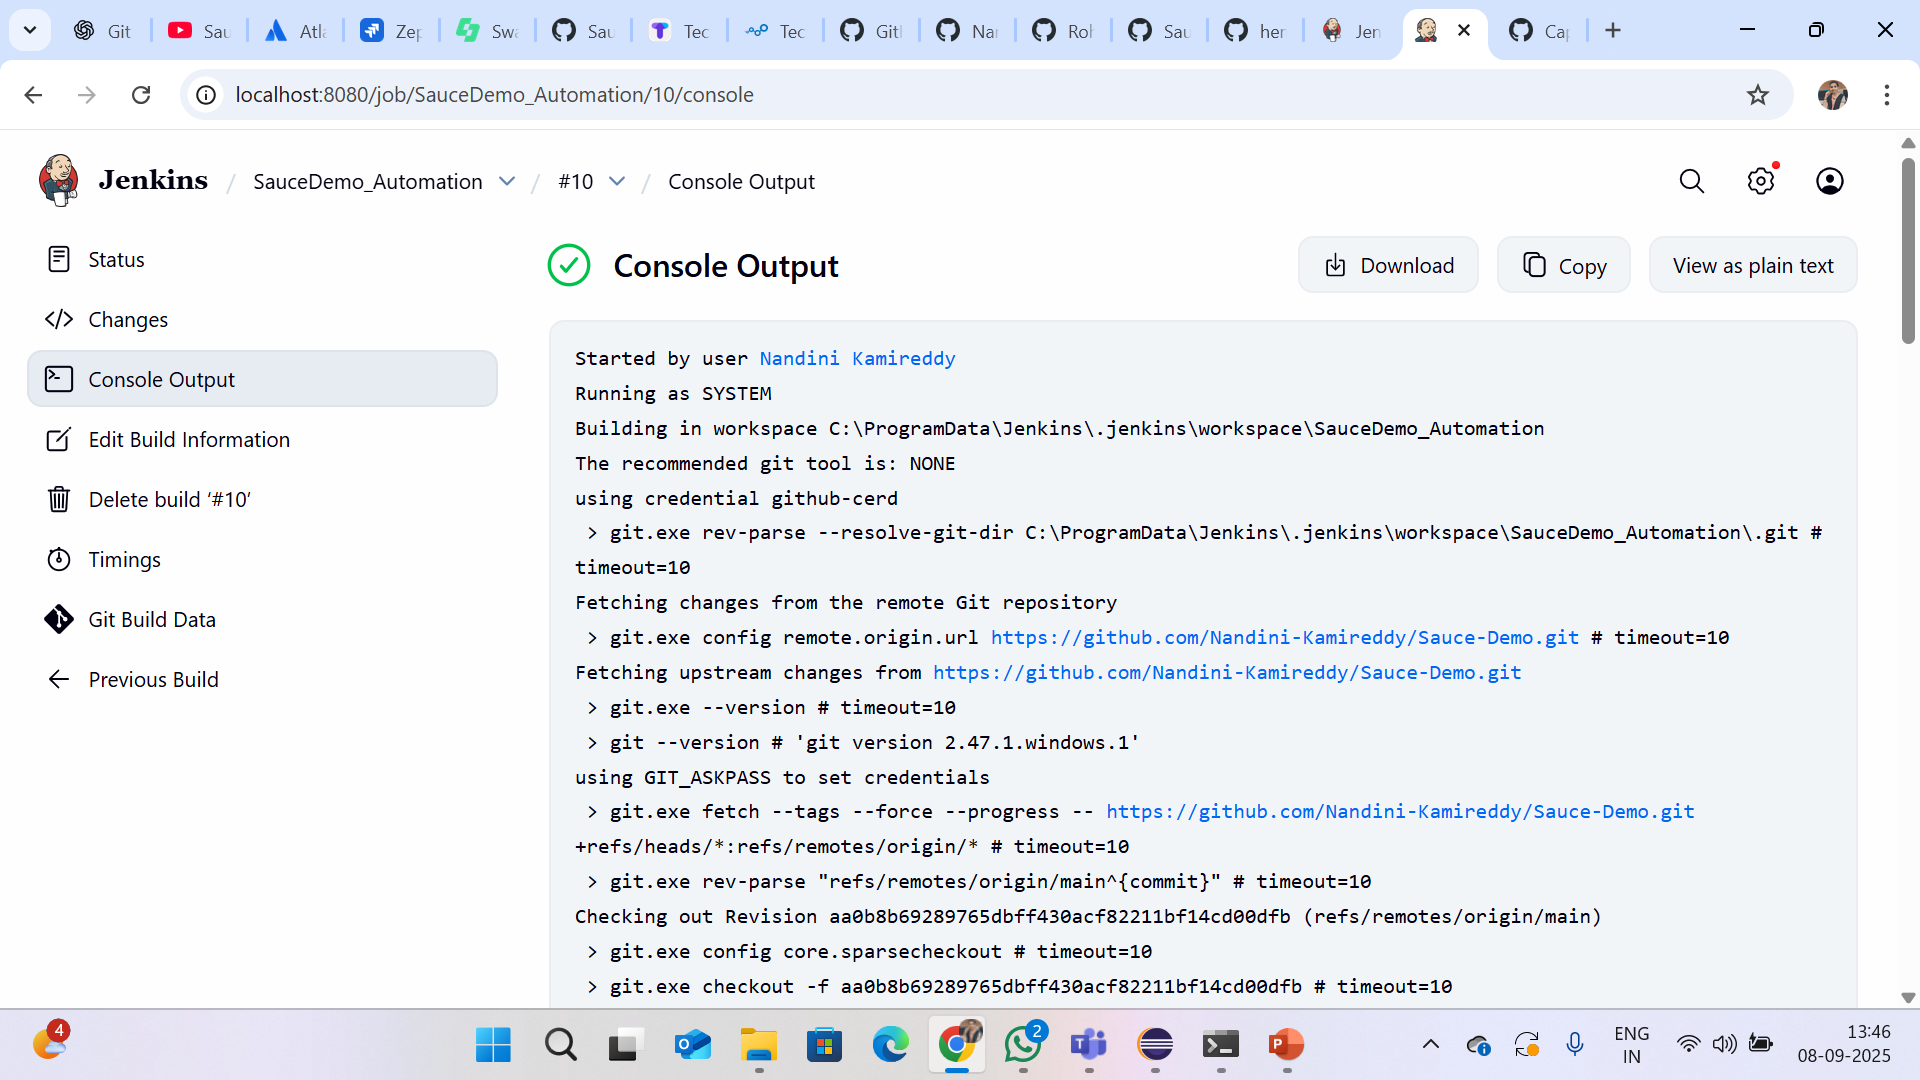 Git
Sau
Atla
Zep
Swa
Sau
Tec
Tec
Git
Nan
Roh
Sau
her
Jen
Cap
localhost:8080/job/SauceDemo_Automation/10/console
Jenkins / SauceDemo_Automation / #10 / Console Output
Status
Changes
Console Output
Edit Build Information
Delete build ‘#10’
Timings
Git Build Data
Previous Build
Console Output
Download
Copy
View as plain text
Started by user Nandini Kamireddy
Running as SYSTEM
Building in workspace C:\ProgramData\Jenkins\.jenkins\workspace\SauceDemo_Automation
The recommended git tool is: NONE
using credential github-cerd
> git.exe rev-parse --resolve-git-dir C:\ProgramData\Jenkins\.jenkins\workspace\SauceDemo_Automation\.git #
timeout=10
Fetching changes from the remote Git repository
> git.exe config remote.origin.url https://github.com/Nandini-Kamireddy/Sauce-Demo.git # timeout=10
Fetching upstream changes from https://github.com/Nandini-Kamireddy/Sauce-Demo.git
> git.exe --version # timeout=10
> git --version # 'git version 2.47.1.windows.1'
using GIT_ASKPASS to set credentials
> git.exe fetch --tags --force --progress -- https://github.com/Nandini-Kamireddy/Sauce-Demo.git
+refs/heads/*:refs/remotes/origin/* # timeout=10
> git.exe rev-parse "refs/remotes/origin/main^{commit}" # timeout=10
Checking out Revision aa0b8b69289765dbff430acf82211bf14cd00dfb (refs/remotes/origin/main)
> git.exe config core.sparsecheckout # timeout=10
> git.exe checkout -f aa0b8b69289765dbff430acf82211bf14cd00dfb # timeout=10
4
2
ENG
IN
13:46
08-09-2025